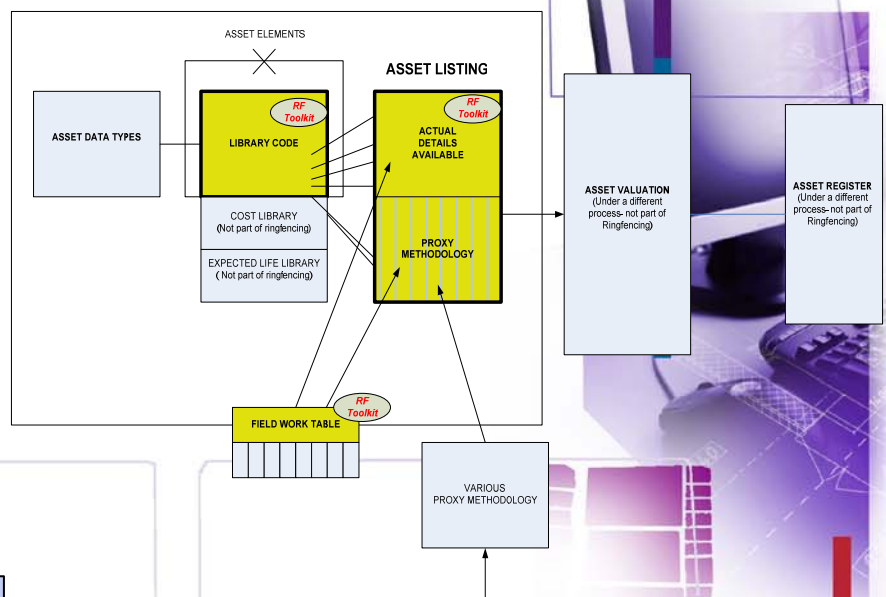 ASSET ELEMENTS
ASSET LISTING
ASSET DATA TYPES
RF
Toolkit
LIBRARY CODE
COST LIBRARY
(Not part of ringfencing)
EXPECTED LIFE LIBRARY
( Not part of ringfencing)
RF
Toolkit
ACTUAL
DETAILS
AVAILABLE
PROXY
METHODOLOGY
ASSET VALUATION
(Under a different
process- not part of
Ringfencing)
ASSET REGISTER
(Under a different
process- not part of
Ringfencing)
RF
Toolkit
FIELD WORK TABLE
VARIOUS
PROXY METHODOLOGY